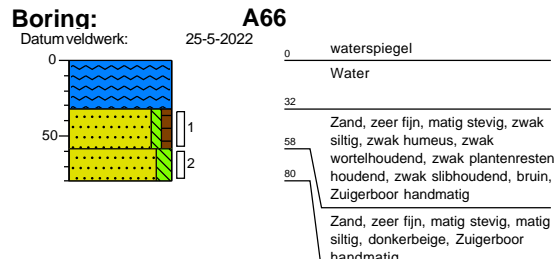 Boring: A66
Datum veldwerk: 25-5-2022
0
50
1
2
0 waterspiegel
Water
32
Zand, zeer fijn, matig stevig, zwak
58 siltig, zwak humeus, zwak
wortelhoudend, zwak plantenresten
80 houdend, zwak slibhoudend, bruin,
Zuigerboor handmatig
Zand, zeer fijn, matig stevig, matig
siltig, donkerbeige, Zuigerboor
handmatig